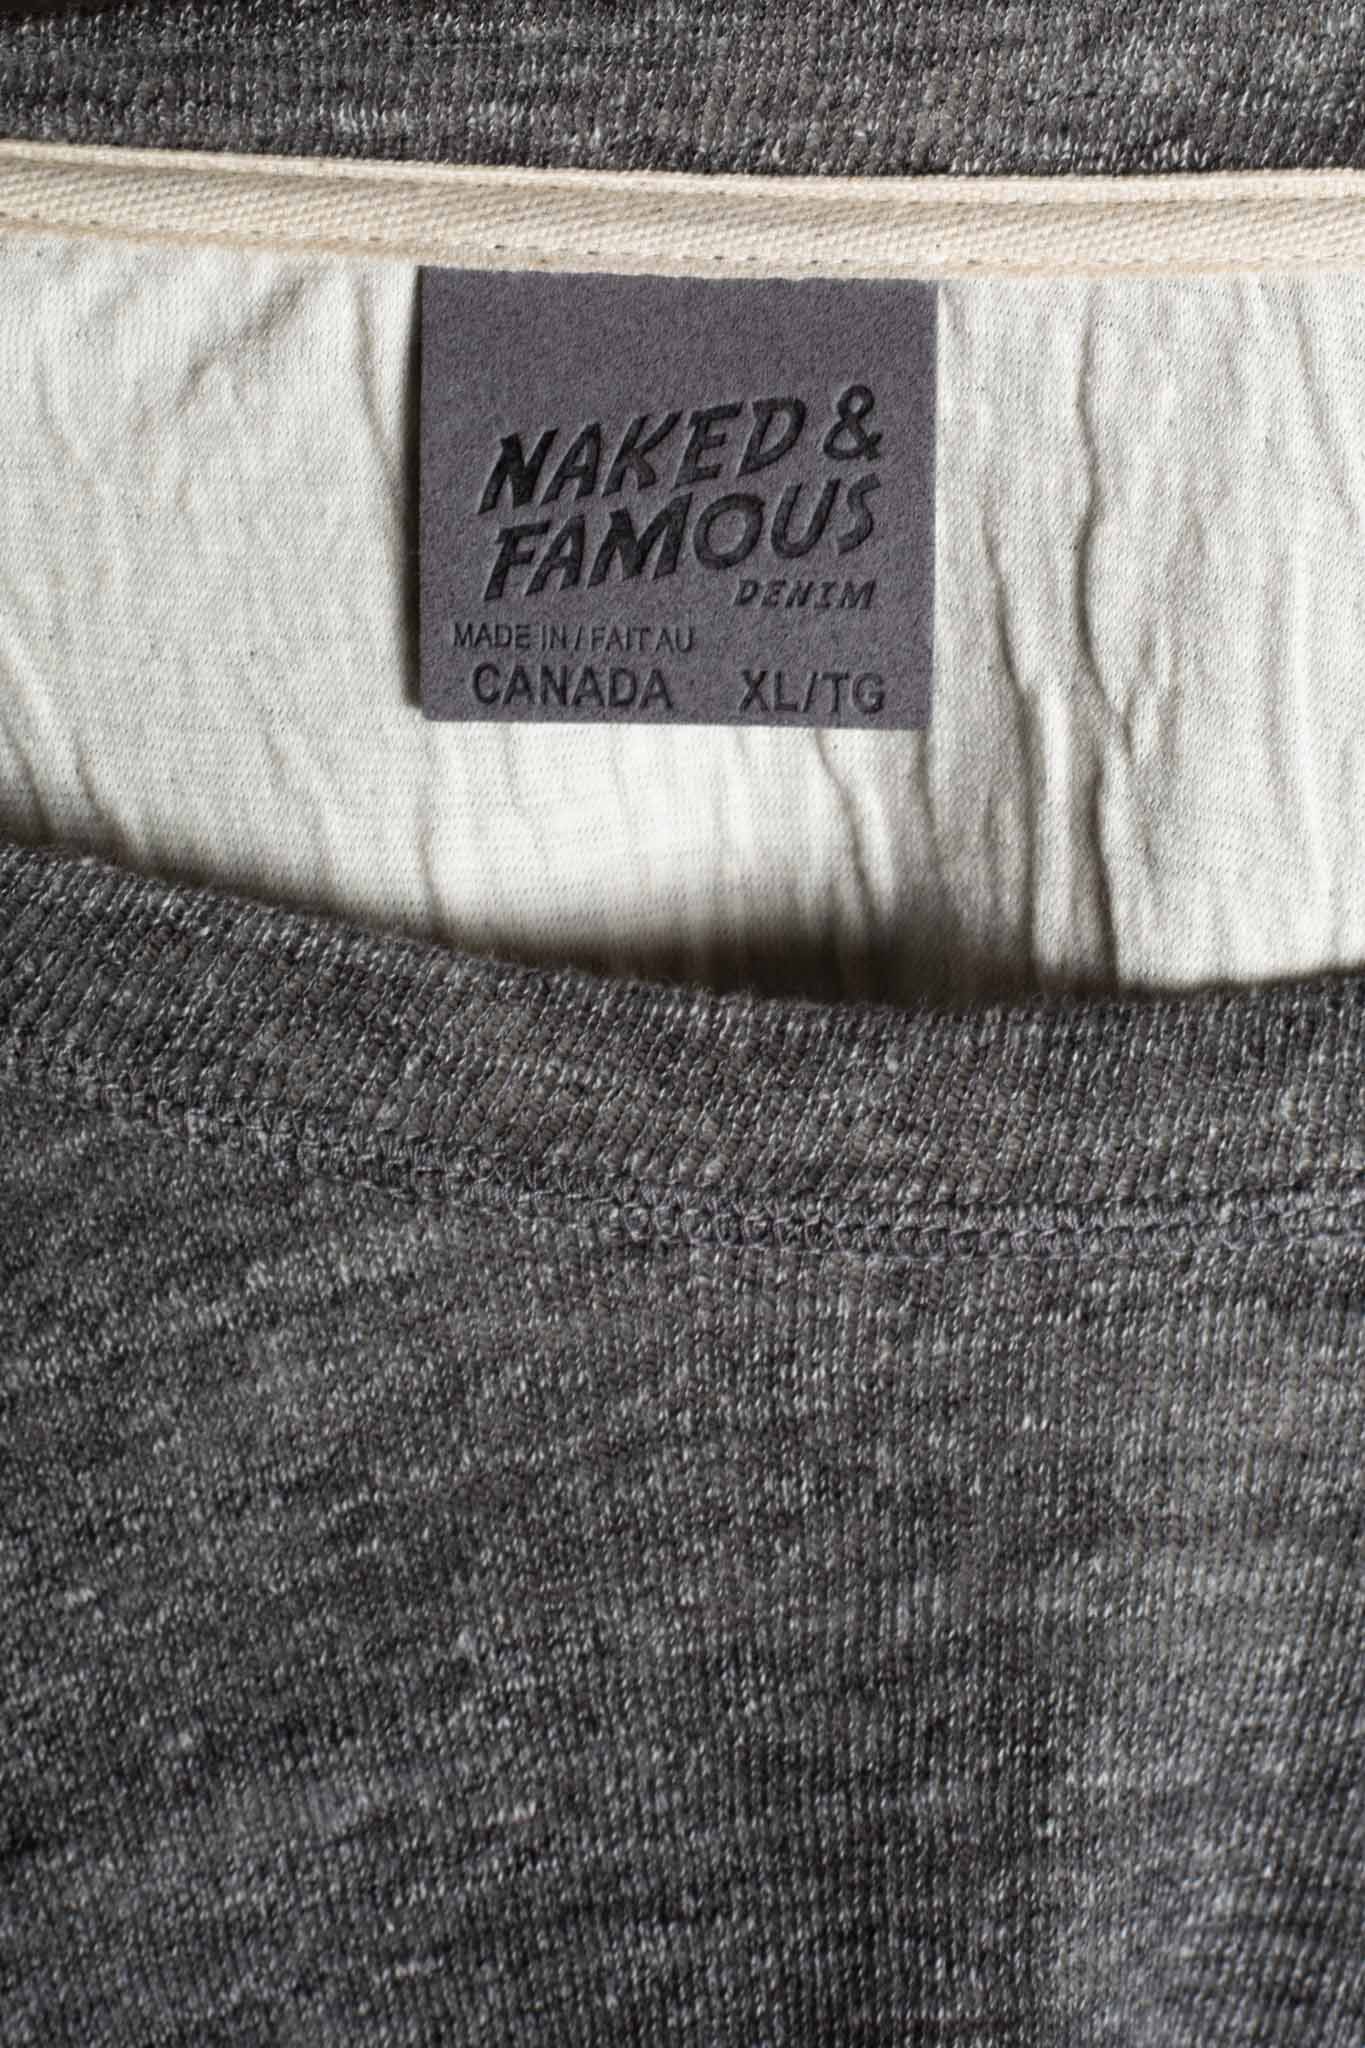 NAKED &
FAMOUS
DENIM
MADE IN / FAIT AU
CANADA XL/TG